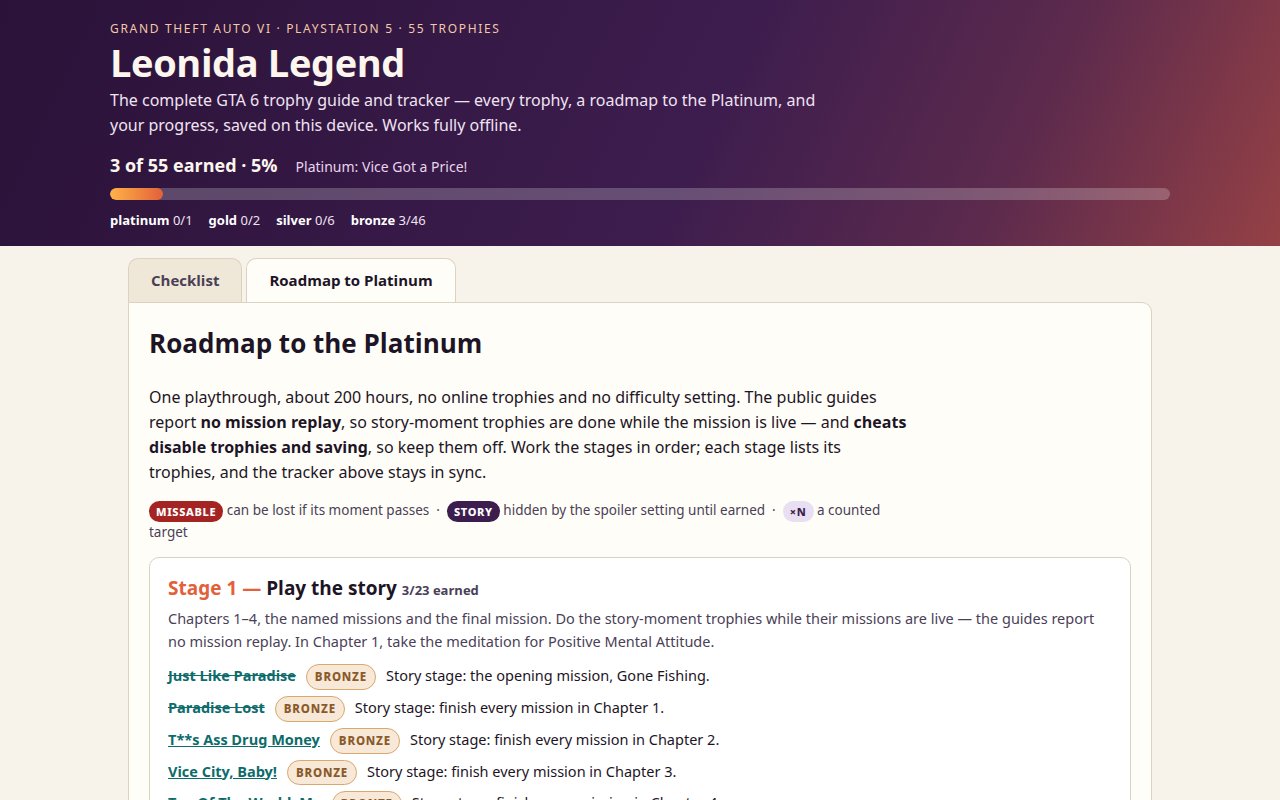 GRAND THEFT AUTO VI · PLAYSTATION 5 · 55 TROPHIES
Leonida Legend
The complete GTA 6 trophy guide and tracker — every trophy, a roadmap to the Platinum, and
your progress, saved on this device. Works fully offline.
3 of 55 earned · 5% Platinum: Vice Got a Price!
platinum 0/1 gold 0/2 silver 0/6 bronze 3/46
Checklist Roadmap to Platinum
Roadmap to the Platinum
One playthrough, about 200 hours, no online trophies and no difficulty setting. The public guides
report no mission replay, so story-moment trophies are done while the mission is live — and cheats
disable trophies and saving, so keep them off. Work the stages in order; each stage lists its
trophies, and the tracker above stays in sync.
MISSABLE can be lost if its moment passes · STORY hidden by the spoiler setting until earned · ×N a counted
target
Stage 1 — Play the story 3/23 earned
Chapters 1–4, the named missions and the final mission. Do the story-moment trophies while their missions are live — the guides report
no mission replay. In Chapter 1, take the meditation for Positive Mental Attitude.
Just Like Paradise BRONZE Story stage: the opening mission, Gone Fishing.
Paradise Lost BRONZE Story stage: finish every mission in Chapter 1.
T**s Ass Drug Money BRONZE Story stage: finish every mission in Chapter 2.
Vice City, Baby! BRONZE Story stage: finish every mission in Chapter 3.